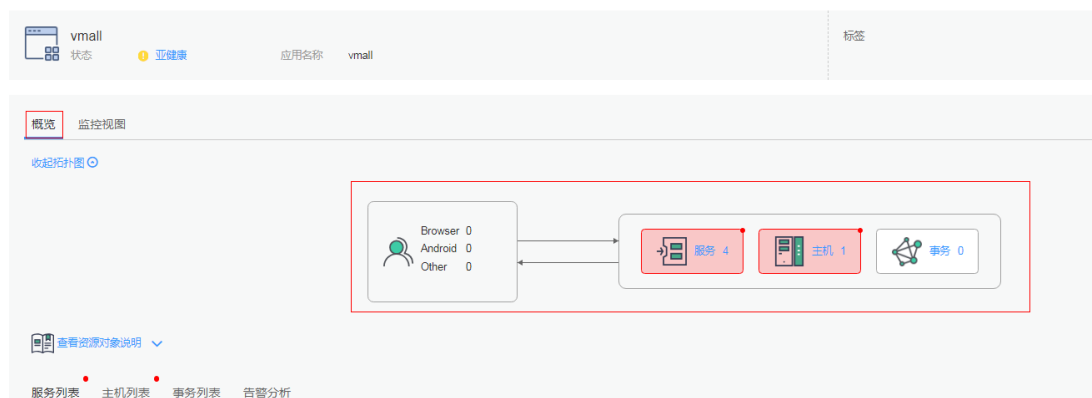 vmall
标签
状态 亚健康 应用名称 vmall
概览 监控视图
收起拓扑图
Browser 0
Android 0
Other 0
服务 4 主机 1 事务 0
查看资源对象说明
服务列表 主机列表 事务列表 告警分析